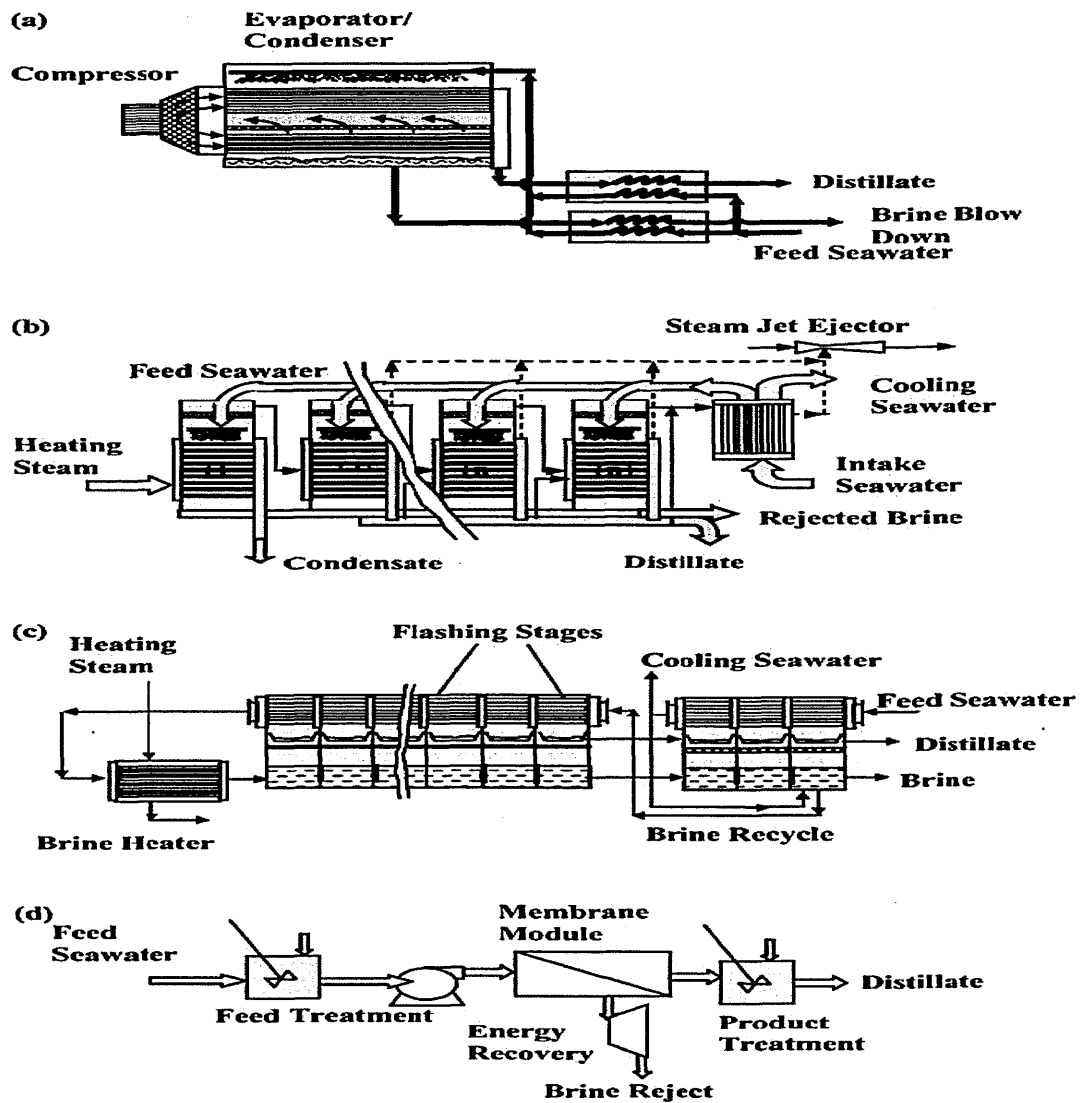 (a)
Evaporator/
Condenser
Compressor
Distillate
Brine Blow
Down
Feed Seawater
(b)
Steam Jet Ejector
Feed Seawater
Cooling
Seawater
Heating
Steam
Intake
Seawater
Rejected Brine
Condensate
Distillate
(c)
Heating
Steam
Flashing Stages
Cooling Seawater
Feed Seawater
Distillate
Brine
Brine Heater
Brine Recycle
(d)
Feed
Seawater
Membrane
Module
Distillate
Feed Treatment
Energy
Recovery
Product
Treatment
Brine Reject